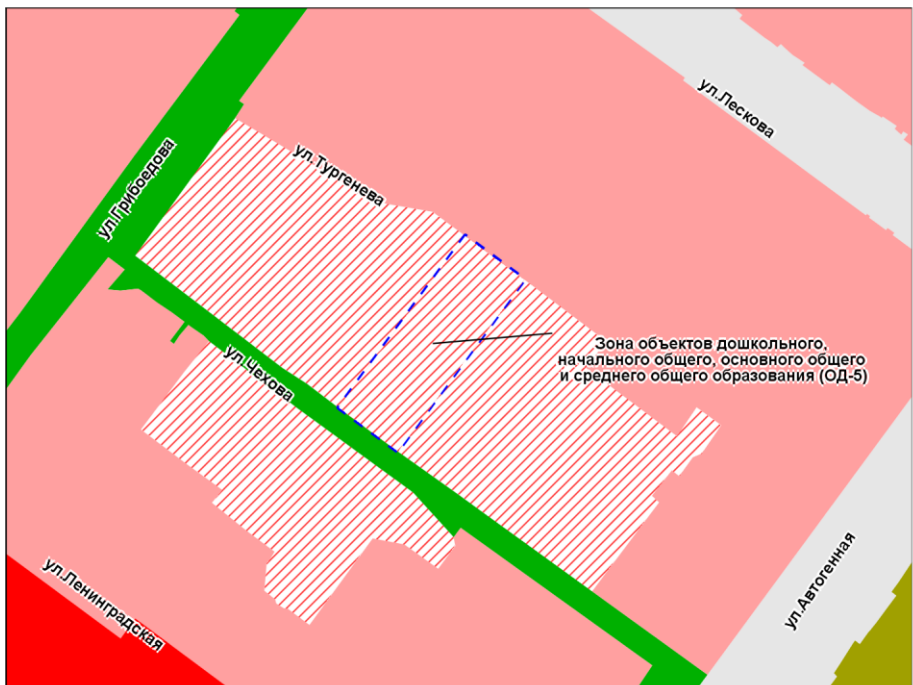 ул.Лескова
ул.Тургенева
ул.Грибоедова
Зона объектов дошкольного,
начального общего, основного общего
и среднего общего образования (ОД-5)
ул.Чехова
ул.Автогенная
ул.Ленинградская